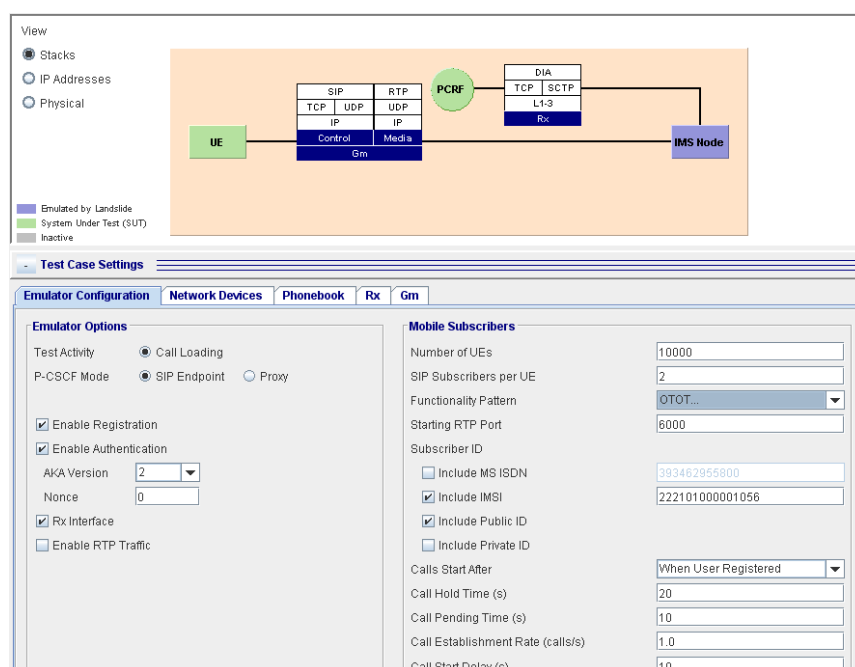 View
Stacks
IP Addresses
Physical
DIA
TCP SCTP
L1-3
Rx
PCRF
SIP RTP
TCP UDP UDP
IP IP
Control Media
Gm
UE
IMS Node
Emulated by Landslide
System Under Test (SUT)
Inactive
- Test Case Settings
Emulator Configuration Network Devices Phonebook Rx Gm
Emulator Options
Test Activity Call Loading
P-CSCF Mode SIP Endpoint Proxy
Enable Registration
Enable Authentication
AKA Version 2
Nonce 0
Rx Interface
Enable RTP Traffic
Mobile Subscribers
Number of UEs 10000
SIP Subscribers per UE 2
Functionality Pattern OTOT...
Starting RTP Port 6000
Subscriber ID
Include MS ISDN 393462955800
Include IMSI 222101000001056
Include Public ID
Include Private ID
Calls Start After When User Registered
Call Hold Time (s) 20
Call Pending Time (s) 10
Call Establishment Rate (calls/s) 1.0
Call Start Delay (s) 10